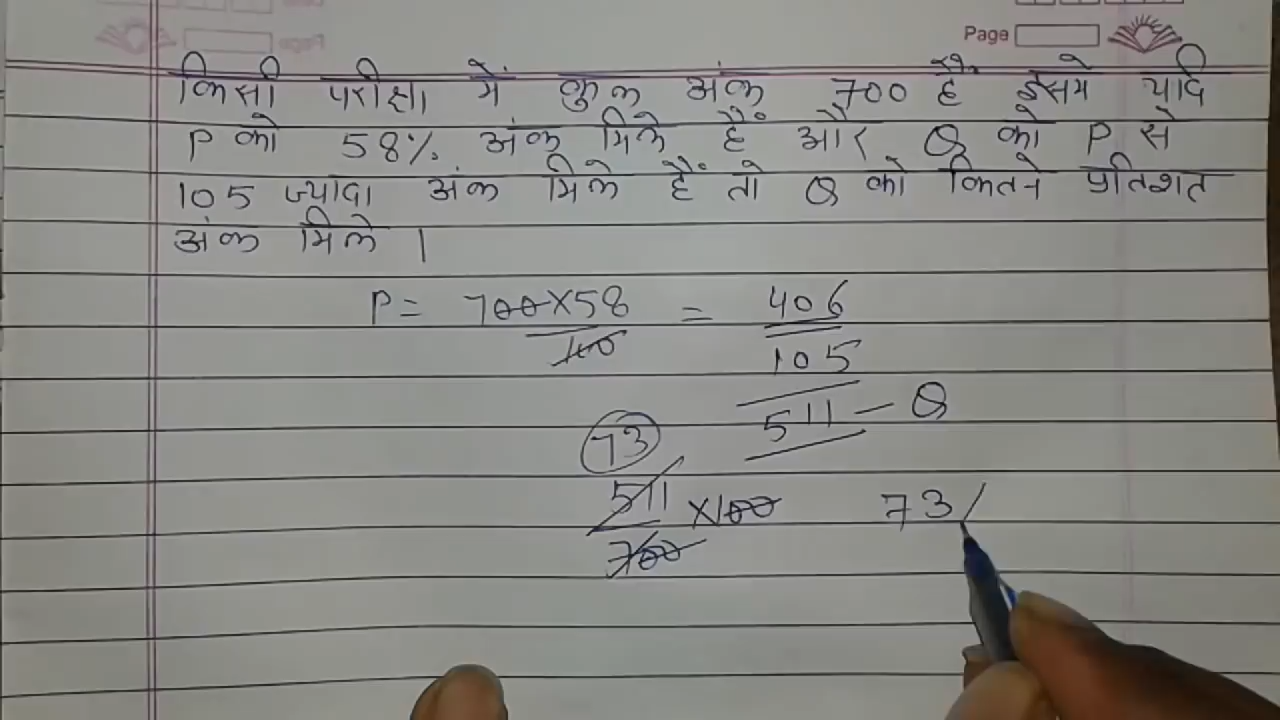 Page
किसी परीक्षा में कुल अंक 700 है इसमे यदि
P को 58% अंक मिले हैं और Q को P से
105 ज्यादा अंक मिले हैं तो Q को कितने प्रतिशत
अंक मिले ।
P = 700×58 = 406
100
105
511 – Q
73
511 ×100 73/
700